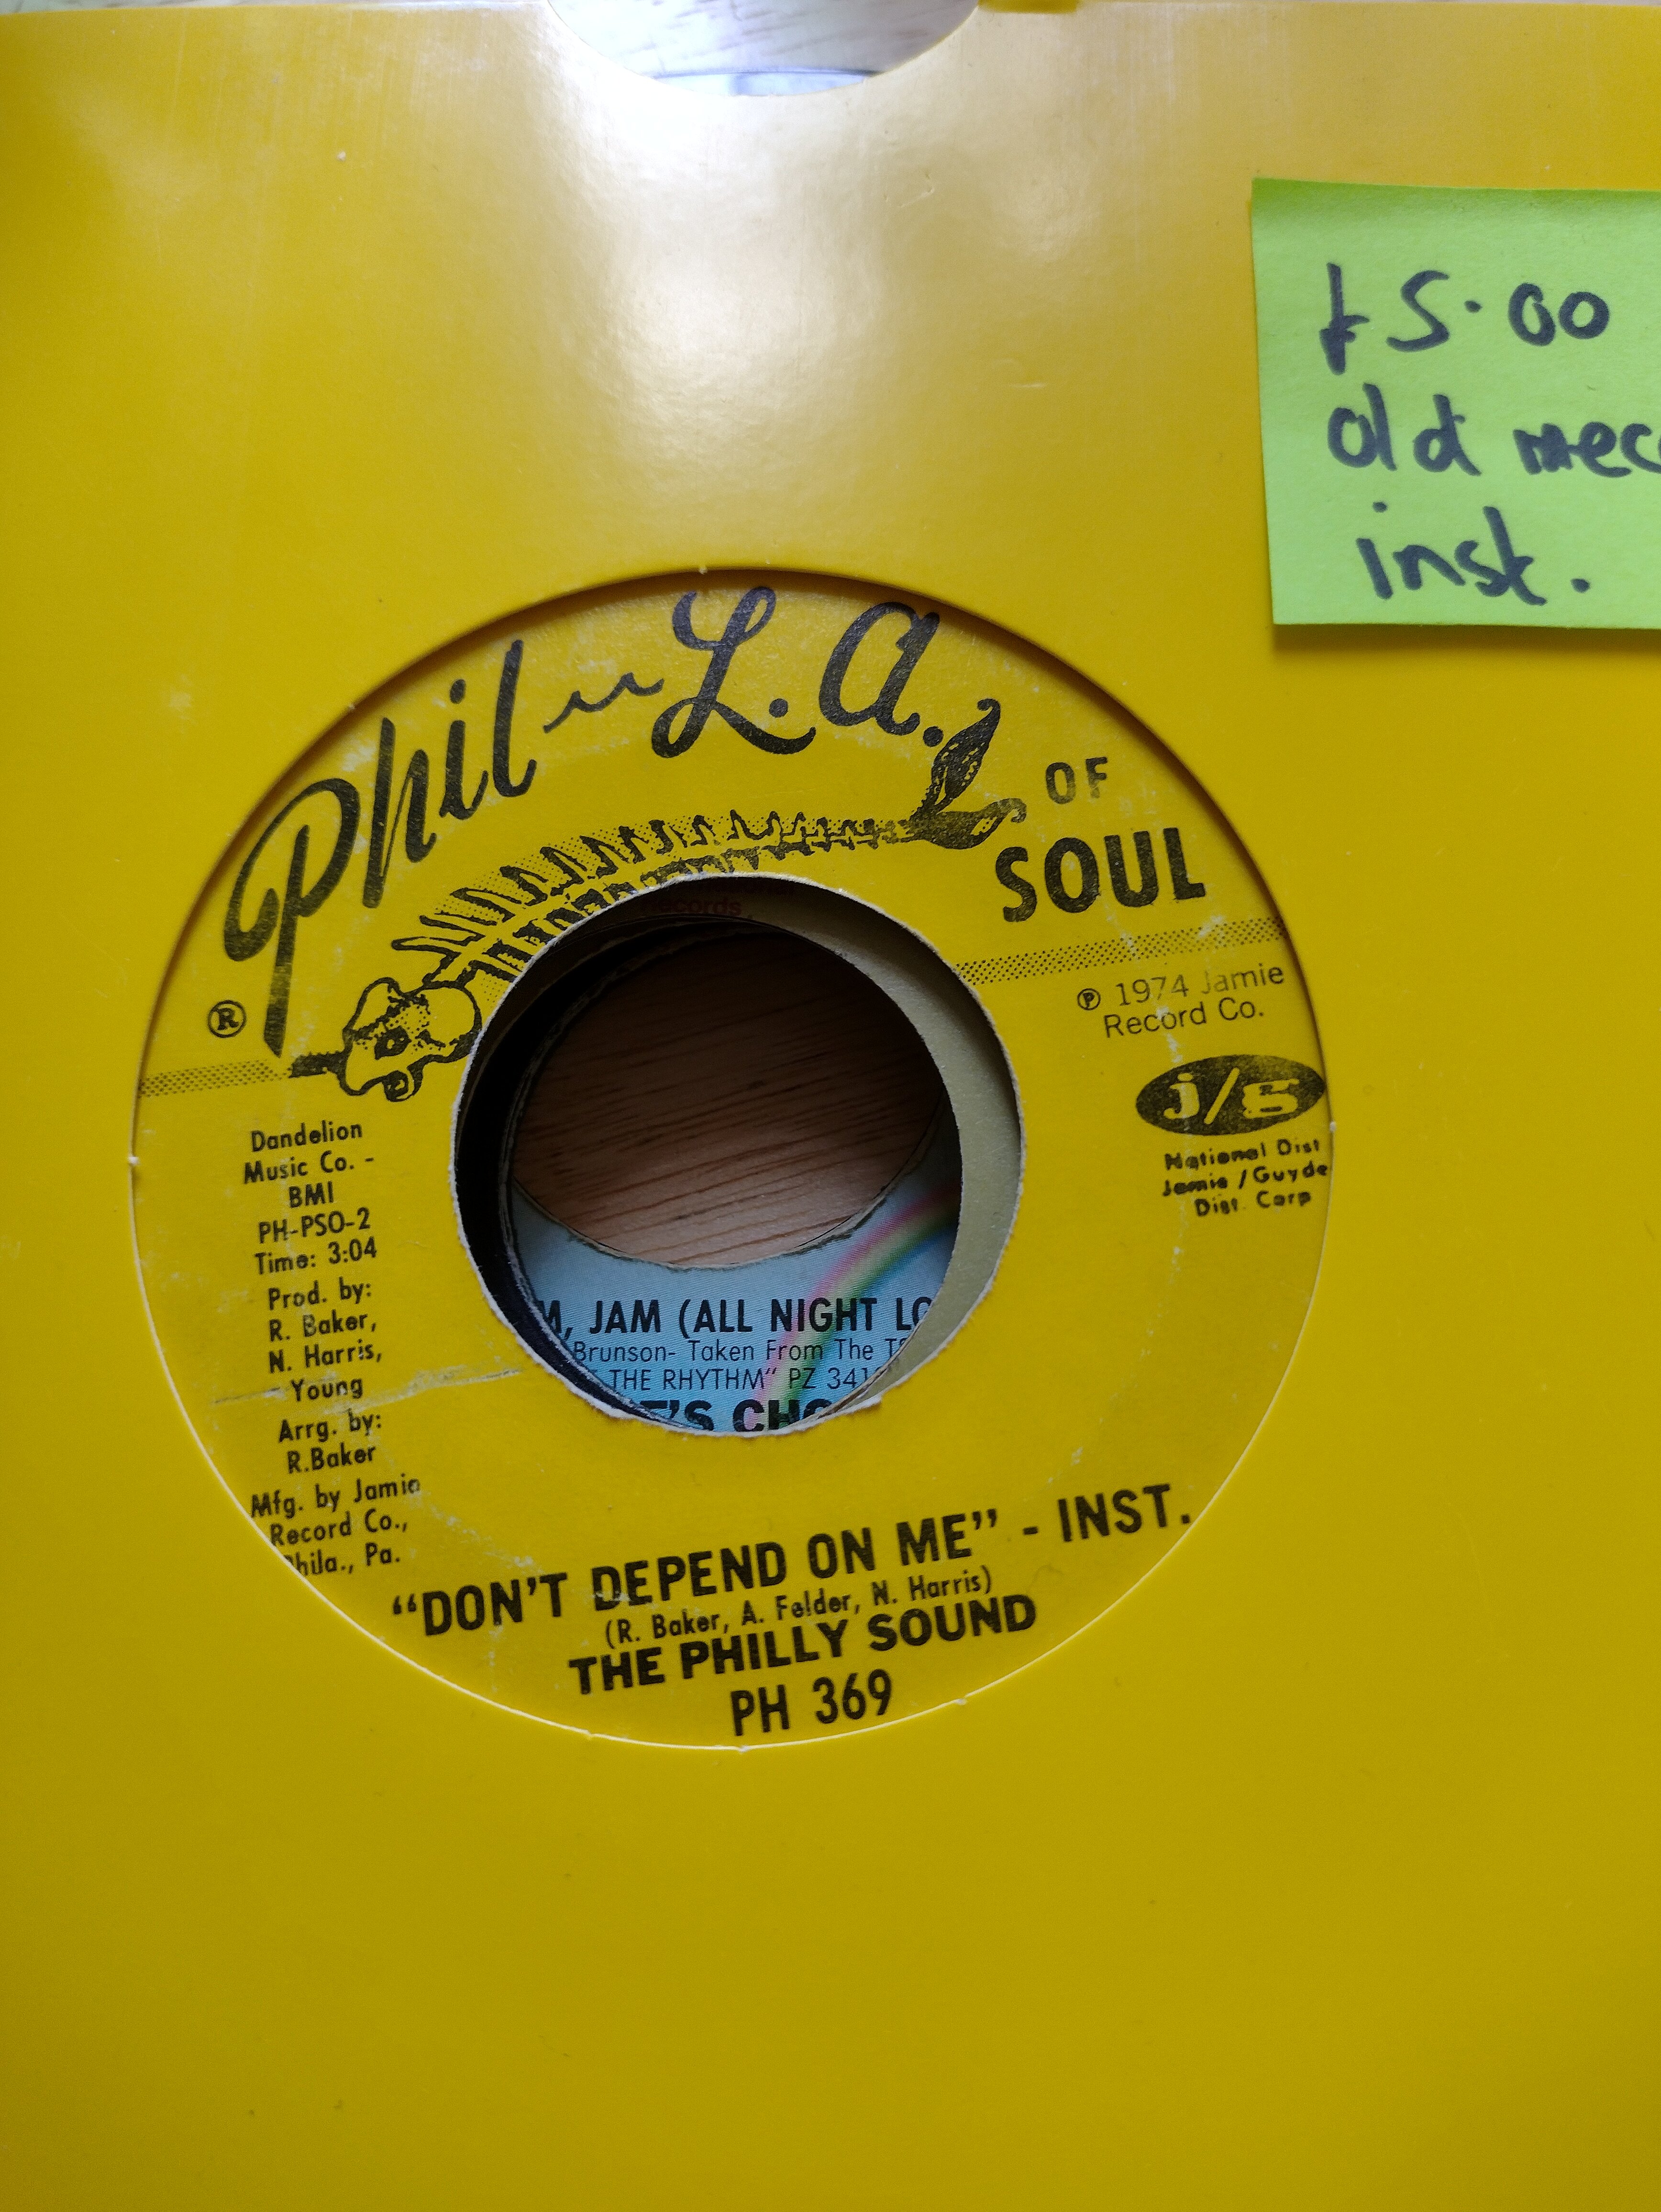 £5.00
old mec
inst.
Phil-L.A.
OF
SOUL
®
℗ 1974 Jamie
Record Co.
j/g
National Dist
Jamie/Guyden
Dist. Corp
Dandelion
Music Co. -
BMI
PH-PSO-2
Time: 3:04
Prod. by:
R. Baker,
N. Harris,
Young
Arrg. by:
R.Baker
Mfg. by Jamie
Record Co.,
Phila., Pa.
ecords,
M, JAM (ALL NIGHT LO
Brunson- Taken From The TS
THE RHYTHM" PZ 341
T'S CHO
"DON'T DEPEND ON ME" - INST.
(R. Baker, A. Felder, N. Harris)
THE PHILLY SOUND
PH 369